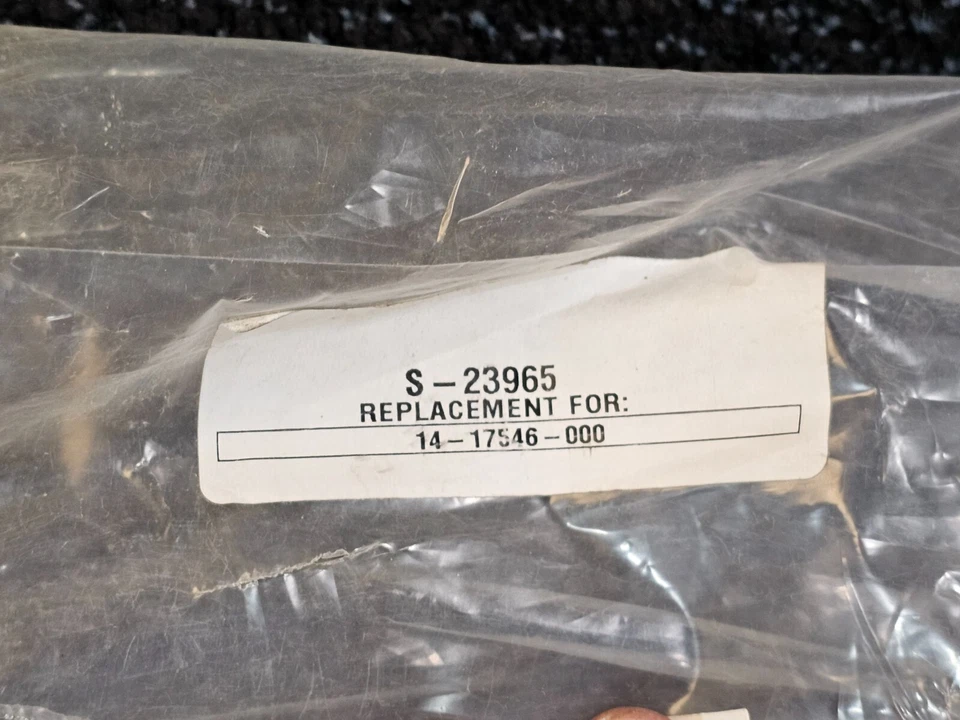 S-23965
REPLACEMENT FOR:
14-17546-000